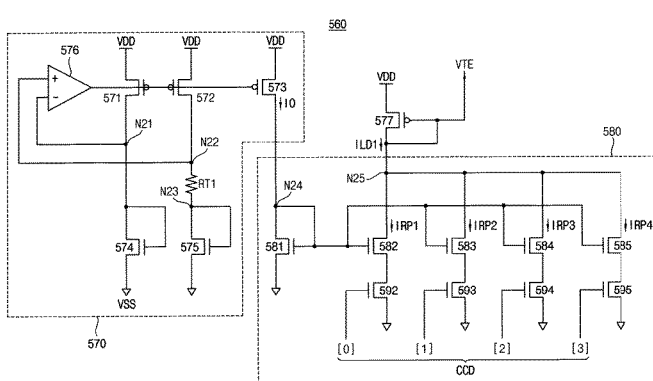 560
VDD VDD VDD
576
571 572 573
I0
VDD VTE
577
580
N21
N22
ILD1
N25
RT1
N23
N24
IRP1 IRP2 IRP3 IRP4
574 575 581 582 583 584 585
592 593 594 595
VSS
[0] [1] [2] [3]
CCD
570